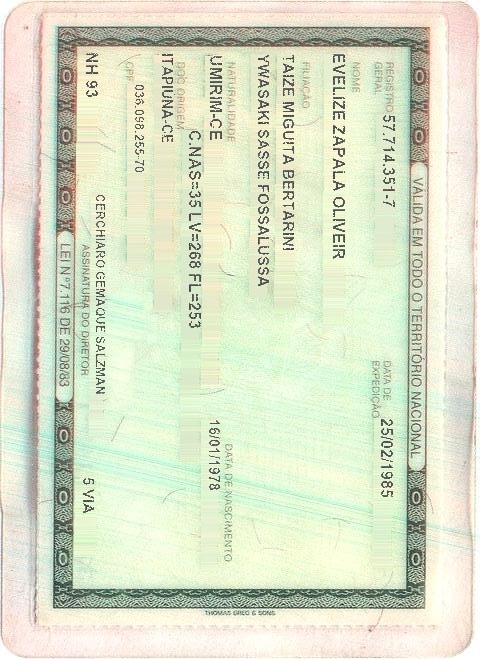 VÁLIDA EM TODO O TERRITÓRIO NACIONAL
REGISTRO GERAL 57.714.351-7 DATA DE EXPEDIÇÃO 25/02/1985
NOME
EVELIZE ZAPALA OLIVEIR
FILIAÇÃO
TAIZE MIGUITA BERTARINI
YWASAKI SASSE FOSSALUSSA
NATURALIDADE DATA DE NASCIMENTO
UMIRIM-CE 16/01/1978
DOC ORIGEM C.NAS=35 LV=268 FL=253
ITAPIUNA-CE
CPF 036.098.255-70
CERCHIARO GEMAQUE SALZMAN
NH 93 5 VIA
ASSINATURA DO DIRETOR
LEI Nº 7.116 DE 29/08/83
THOMAS GREG & SONS